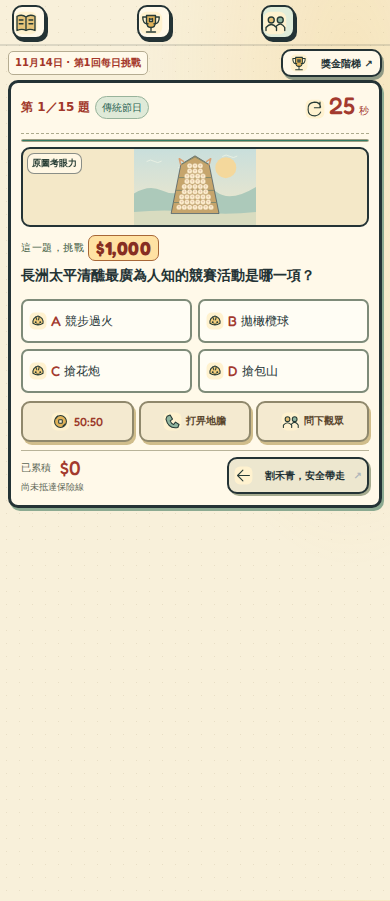 11月14日・第1回每日挑戰
獎金階梯 ↗
第 1／15 題 傳統節日 25 秒
原圖考眼力
這一題，挑戰 $1,000
長洲太平清醮最廣為人知的競賽活動是哪一項？
A 競步過火 B 拋橄欖球
C 搶花炮 D 搶包山
50:50 打畀地膽 問下觀眾
已累積 $0
尚未抵達保險線
割禾青，安全帶走 ↗